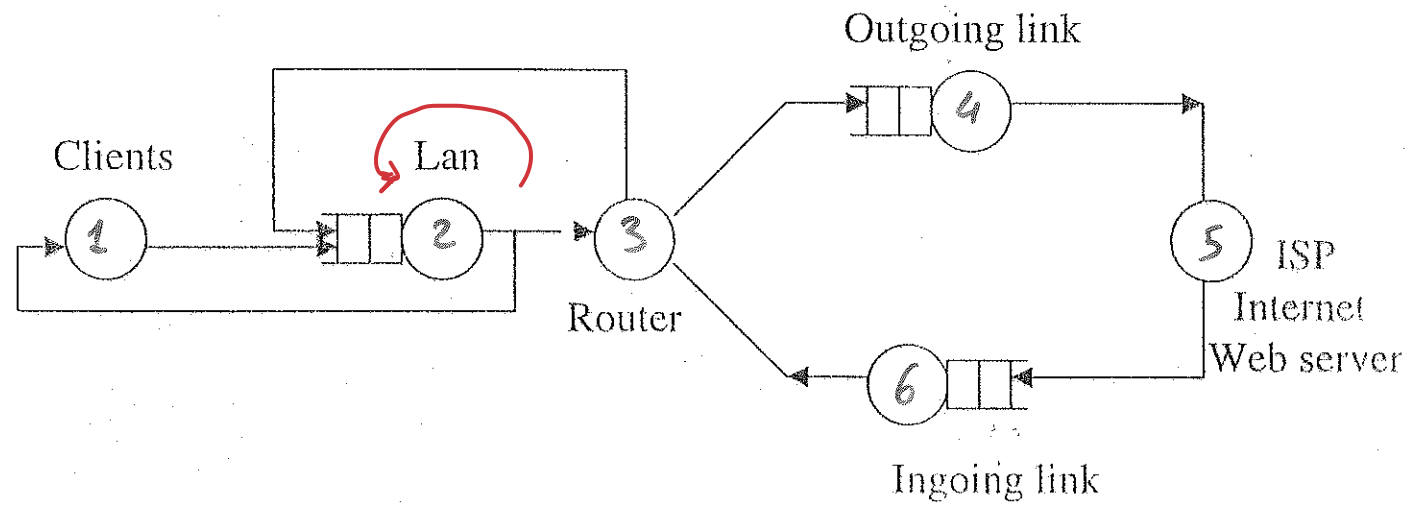 Outgoing link
4
Clients
Lan
1
2
3
5
ISP
Internet
Web server
Router
6
Ingoing link